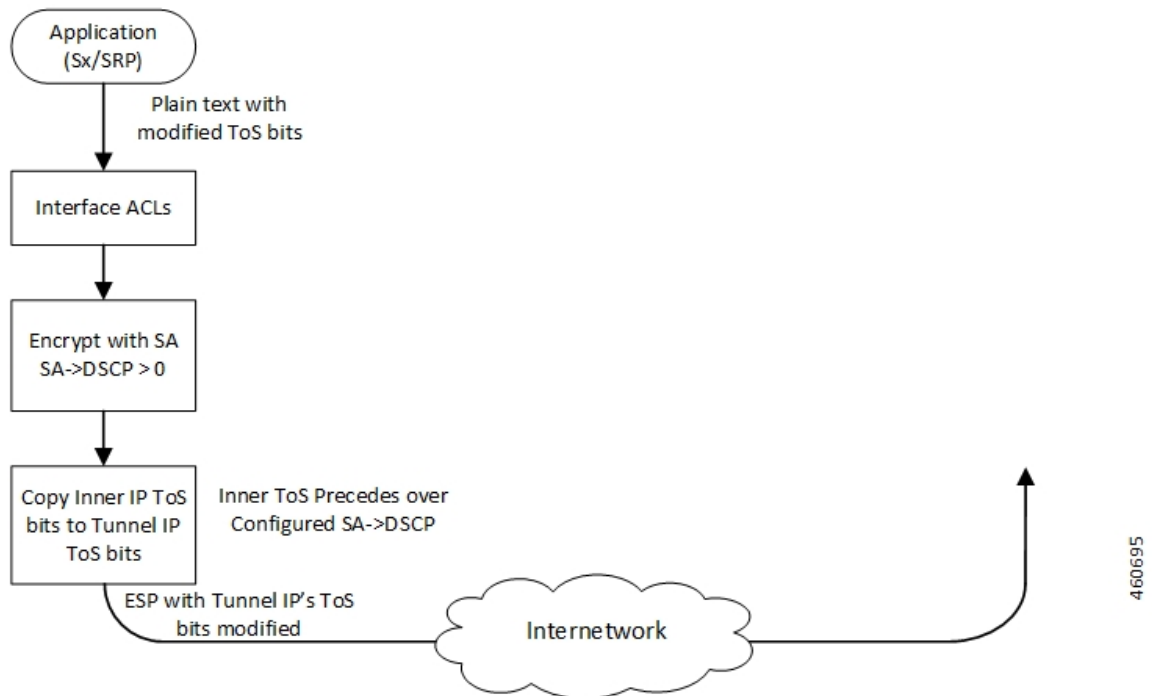 Application
(Sx/SRP)
Plain text with
modified ToS bits
Interface ACLs
Encrypt with SA
SA->DSCP > 0
Copy Inner IP ToS
bits to Tunnel IP
ToS bits
Inner ToS Precedes over
Configured SA->DSCP
ESP with Tunnel IP's ToS
bits modified
Internetwork
460695